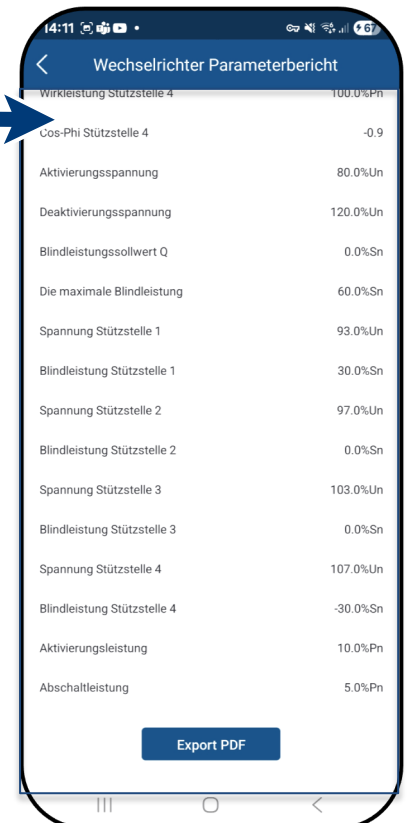 14:11
67
Wechselrichter Parameterbericht
Wirkleistung Stützstelle 4 100.0%Pn
Cos-Phi Stützstelle 4 -0.9
Aktivierungsspannung 80.0%Un
Deaktivierungsspannung 120.0%Un
Blindleistungssollwert Q 0.0%Sn
Die maximale Blindleistung 60.0%Sn
Spannung Stützstelle 1 93.0%Un
Blindleistung Stützstelle 1 30.0%Sn
Spannung Stützstelle 2 97.0%Un
Blindleistung Stützstelle 2 0.0%Sn
Spannung Stützstelle 3 103.0%Un
Blindleistung Stützstelle 3 0.0%Sn
Spannung Stützstelle 4 107.0%Un
Blindleistung Stützstelle 4 -30.0%Sn
Aktivierungsleistung 10.0%Pn
Abschaltleistung 5.0%Pn
Export PDF